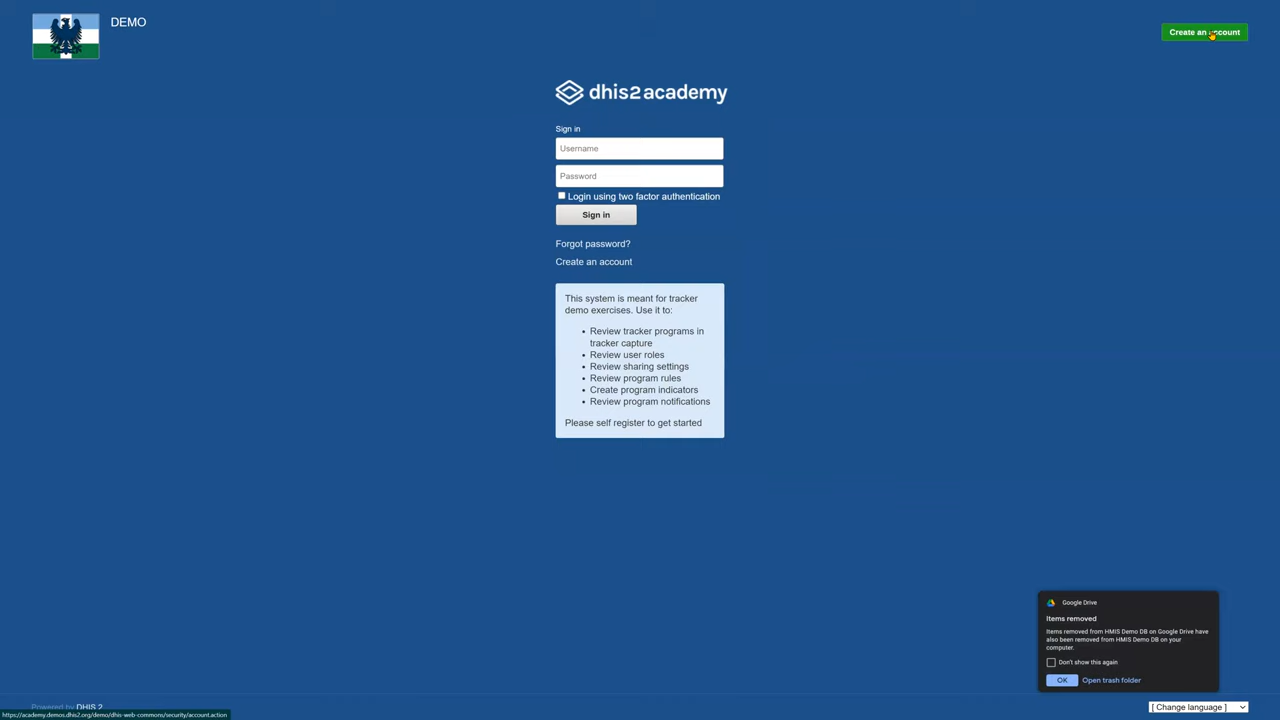 DEMO
Create an account
dhis2 academy
Sign in
Username
Password
Login using two factor authentication
Sign in
Forgot password?
Create an account
This system is meant for tracker
demo exercises. Use it to:
• Review tracker programs in
tracker capture
• Review user roles
• Review sharing settings
• Review program rules
• Create program indicators
• Review program notifications
Please self register to get started
Google Drive
Items removed
Items removed from HMIS Demo DB on Google Drive have
also been removed from HMIS Demo DB on your
computer.
Don't show this again
OK Open trash folder
Powered by DHIS 2
[ Change language ]
https://academy.demos.dhis2.org/demo/dhis-web-commons/security/account.action